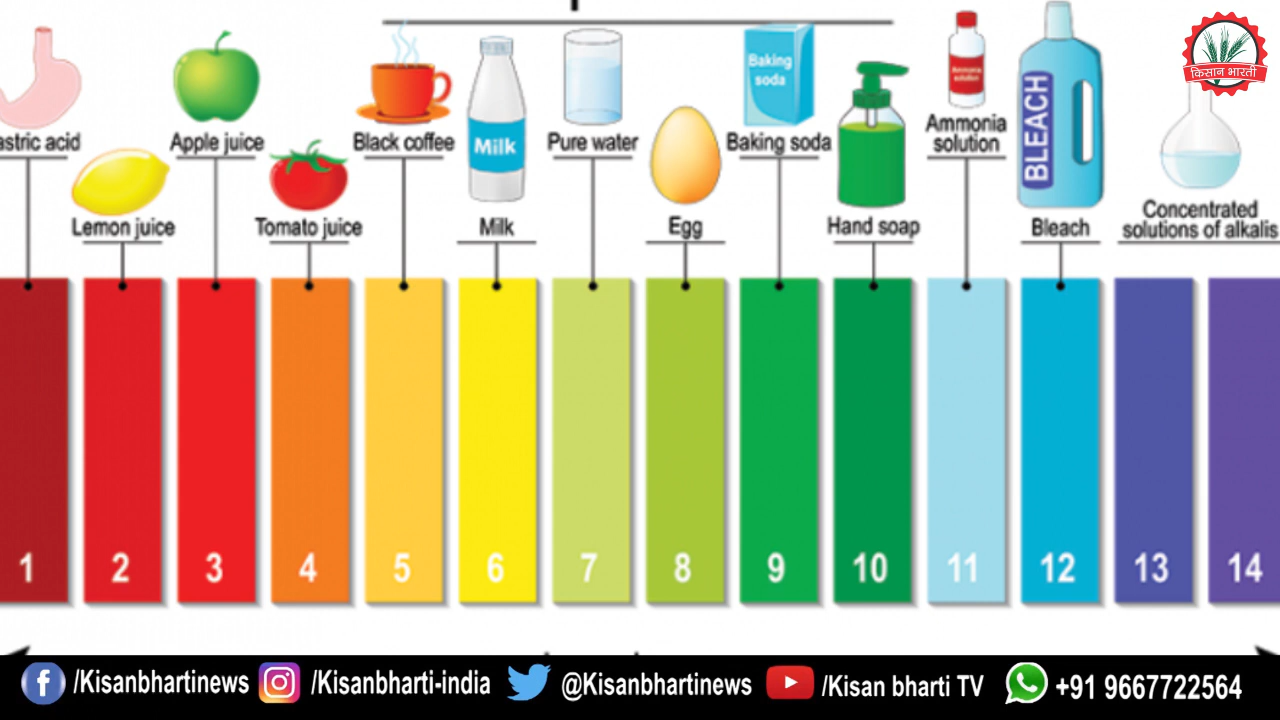 किसान भारती
Baking
soda
Ammonia
solution
BLEACH
Milk
astric acid
Apple juice
Black coffee
Pure water
Baking soda
Ammonia
solution
Lemon juice
Tomato juice
Milk
Egg
Hand soap
Bleach
Concentrated
solutions of alkalis
1 2 3 4 5 6 7 8 9 10 11 12 13 14
/Kisanbhartinews /Kisanbharti-india @Kisanbhartinews /Kisan bharti TV +91 9667722564